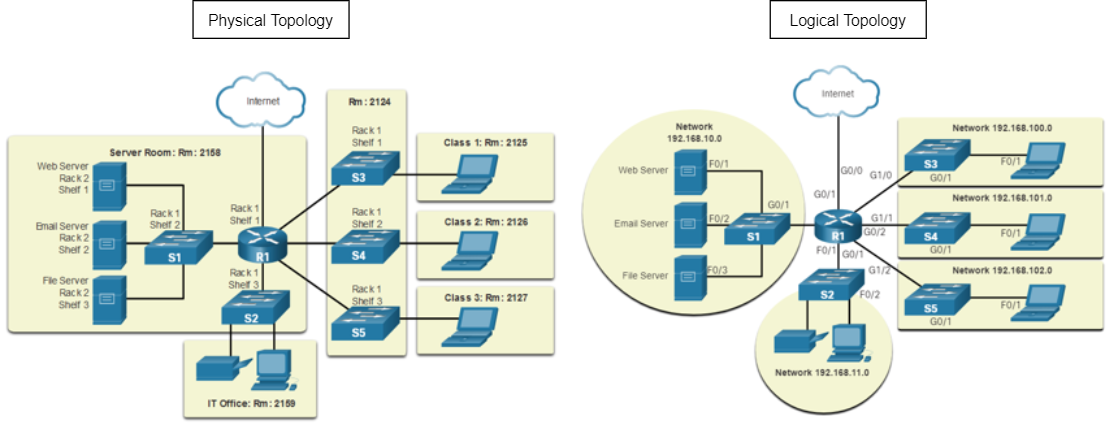 Physical Topology
Internet
Server Room: Rm: 2158
Web Server
Rack 2
Shelf 1
Email Server
Rack 2
Shelf 2
File Server
Rack 2
Shelf 3
Rack 1
Shelf 2
S1
Rack 1
Shelf 1
R1
Rack 1
Shelf 3
S2
IT Office: Rm: 2159
Rm: 2124
Rack 1
Shelf 1
S3
Rack 1
Shelf 2
S4
Rack 1
Shelf 3
S5
Class 1: Rm: 2125
Class 2: Rm: 2126
Class 3: Rm: 2127
Logical Topology
Internet
Network
192.168.10.0
Web Server
F0/1
Email Server
F0/2
File Server
F0/3
G0/1
S1
G0/0
G0/1
R1
G1/0
G1/1
G0/2
F0/1
G0/1
G1/2
S2
F0/2
Network 192.168.11.0
Network 192.168.100.0
S3
G0/1
F0/1
Network 192.168.101.0
S4
G0/1
F0/1
Network 192.168.102.0
S5
G0/1
F0/1